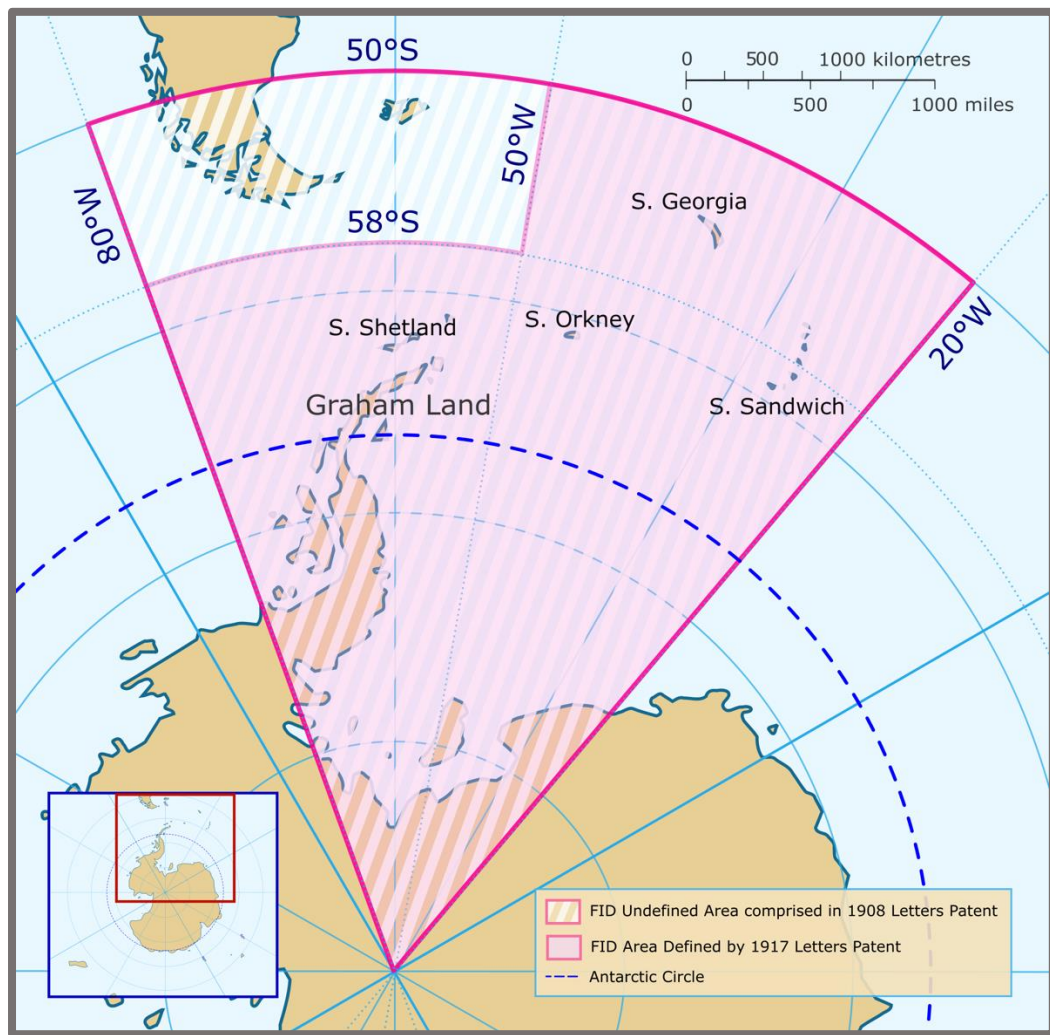 50°S
0 500 1000 kilometres
0 500 1000 miles
50°W
80°W
58°S
S. Georgia
S. Shetland
S. Orkney
20°W
Graham Land
S. Sandwich
FID Undefined Area comprised in 1908 Letters Patent
FID Area Defined by 1917 Letters Patent
Antarctic Circle